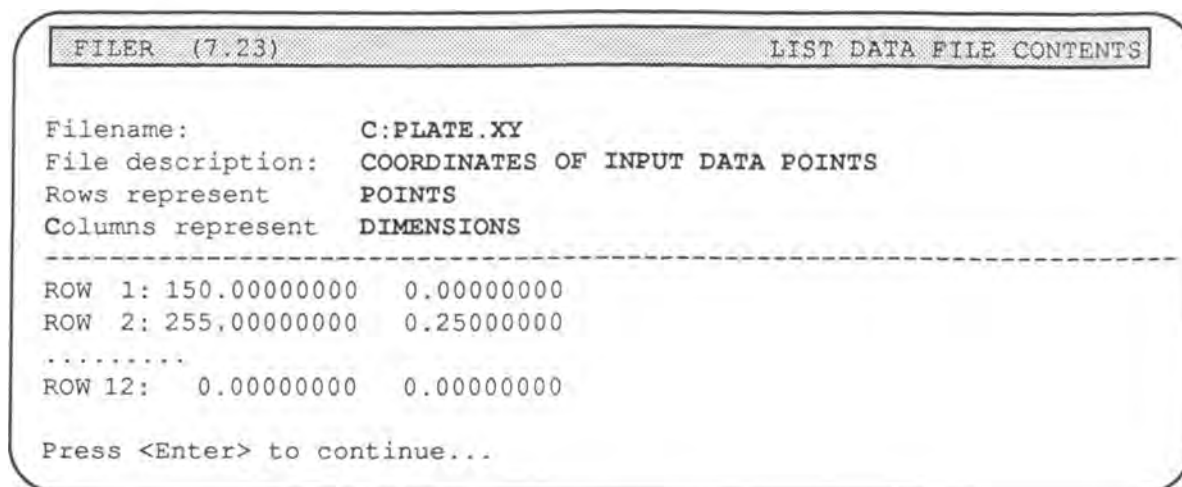 FILER (7.23) LIST DATA FILE CONTENTS
Filename: C:PLATE.XY
File description: COORDINATES OF INPUT DATA POINTS
Rows represent POINTS
Columns represent DIMENSIONS
--------------------------------------------------------------------
ROW 1: 150.00000000 0.00000000
ROW 2: 255.00000000 0.25000000
.........
ROW 12: 0.00000000 0.00000000
Press <Enter> to continue...